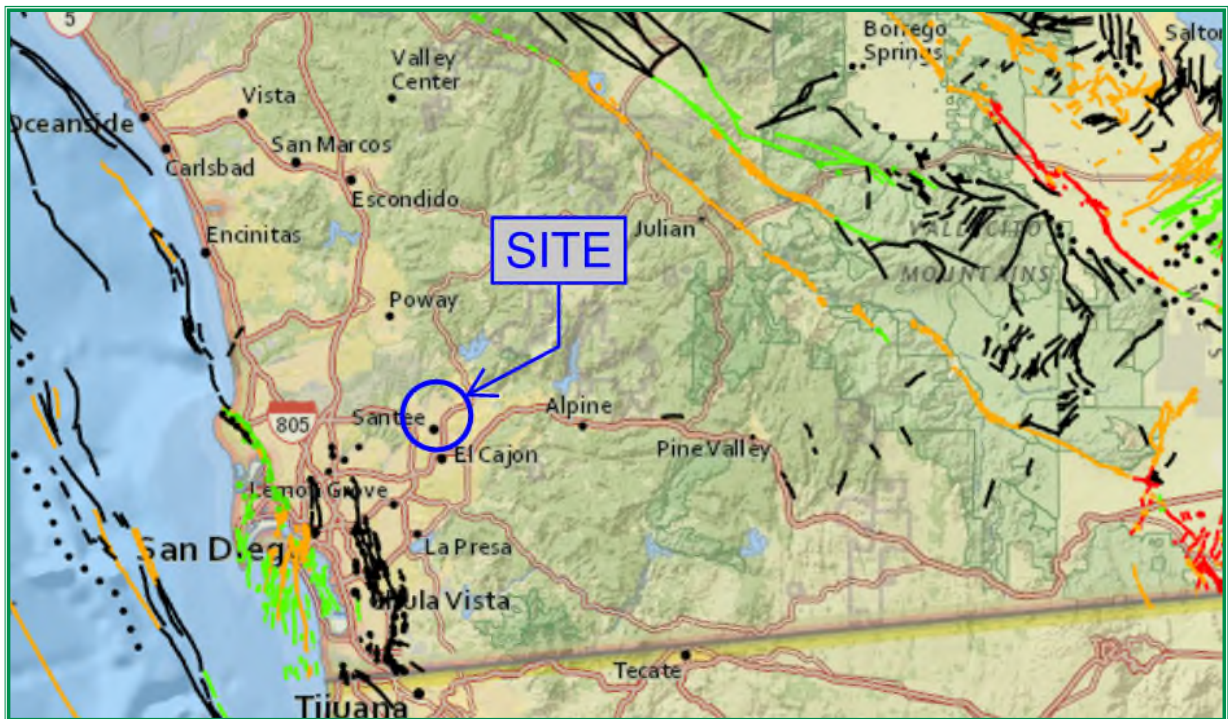 5
Borrego
Springs
Salton
Valley
Center
Vista
Oceanside
San Marcos
Carlsbad
Escondido
SITE
Julian
Encinitas
VALLECITO
MOUNTAINS
Poway
805
Santee
Alpine
El Cajon
Pine Valley
Lemon Grove
San Diego
La Presa
Chula Vista
Tecate
Tijuana